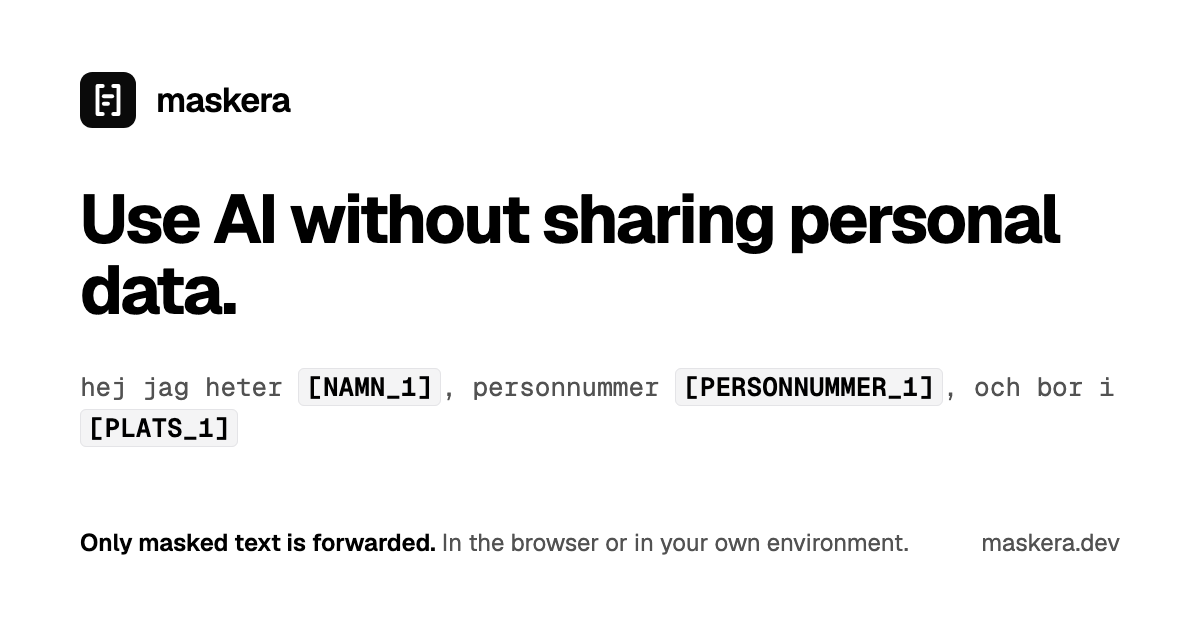 maskera
Use AI without sharing personal
data.
hej jag heter [NAMN_1], personnummer [PERSONNUMMER_1], och bor i
[PLATS_1]
Only masked text is forwarded. In the browser or in your own environment.
maskera.dev